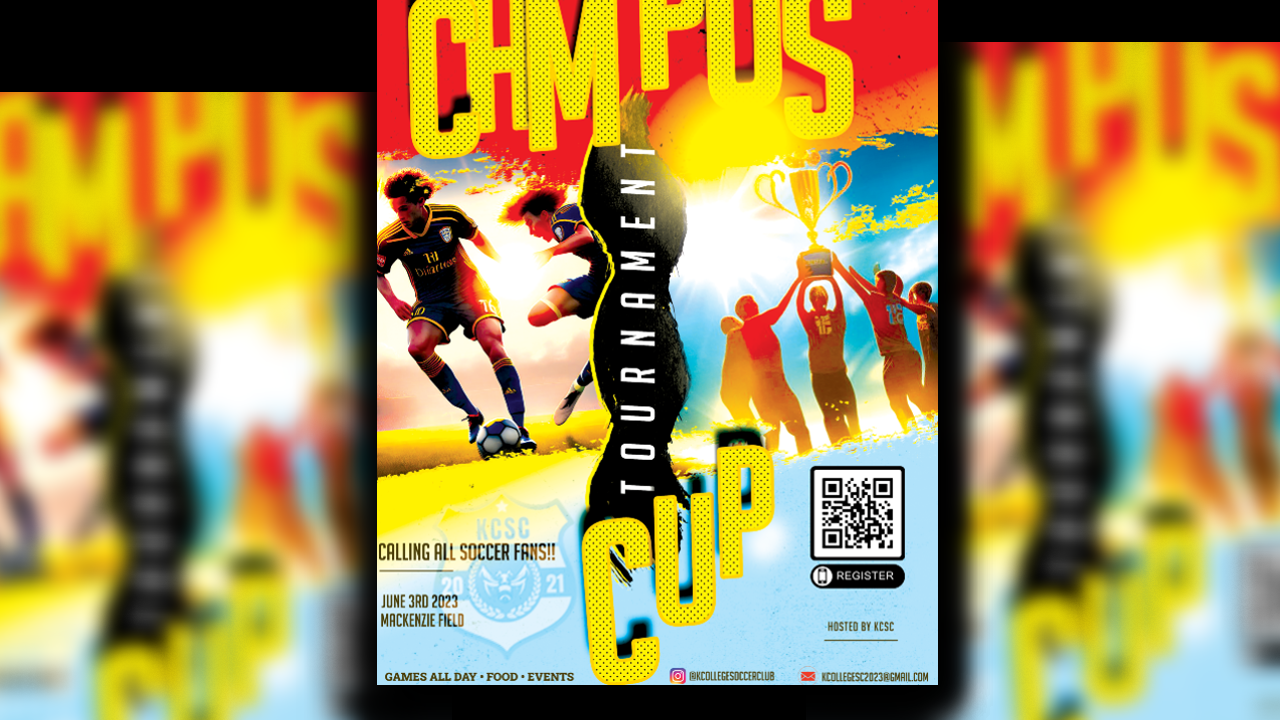 CHMPUS
TOURNAMENT
CUP
KCSC
20 21
CALLING ALL SOCCER FANS!!
JUNE 3RD 2023
MACKENZIE FIELD
REGISTER
HOSTED BY KCSC
GAMES ALL DAY • FOOD • EVENTS
@KCOLLEGESOCCERCLUB
KCOLLEGESC2023@GMAIL.COM